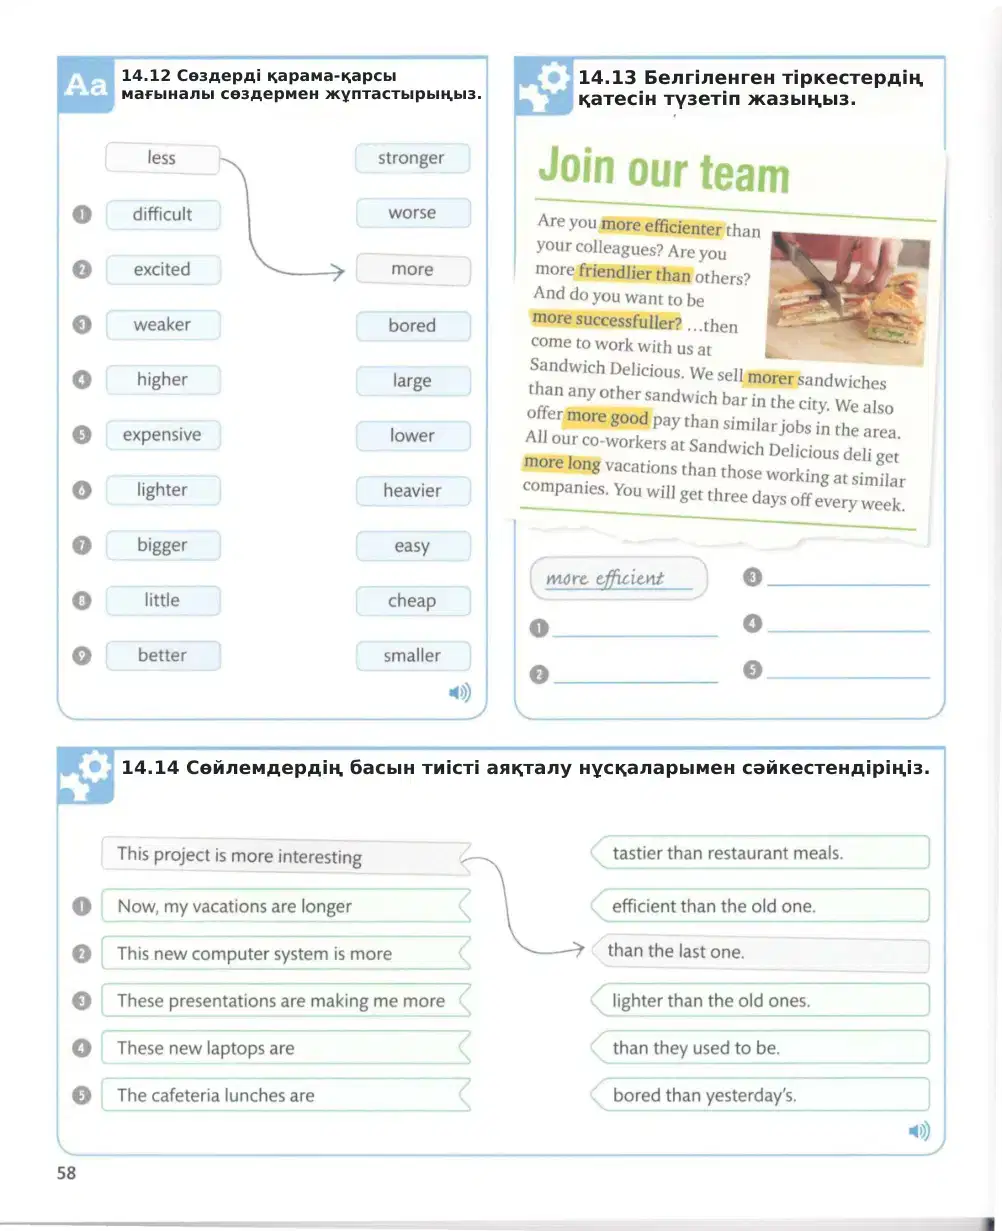 Aa
14.12 Сөздерді қарама-қарсы
мағыналы сөздермен жұптастырыңыз.
less
stronger
1 difficult
worse
2 excited
more
3 weaker
bored
4 higher
large
5 expensive
lower
6 lighter
heavier
7 bigger
easy
8 little
cheap
9 better
smaller
14.13 Белгіленген тіркестердің
қатесін түзетіп жазыңыз.
Join our team
Are you more efficienter than
your colleagues? Are you
more friendlier than others?
And do you want to be
more successfuller? ...then
come to work with us at
Sandwich Delicious. We sell morer sandwiches
than any other sandwich bar in the city. We also
offer more good pay than similar jobs in the area.
All our co-workers at Sandwich Delicious deli get
more long vacations than those working at similar
companies. You will get three days off every week.
more efficient
1
2
3
4
5
14.14 Сөйлемдердің басын тиісті аяқталу нұсқаларымен сәйкестендіріңіз.
This project is more interesting
tastier than restaurant meals.
1 Now, my vacations are longer
efficient than the old one.
2 This new computer system is more
than the last one.
3 These presentations are making me more
lighter than the old ones.
4 These new laptops are
than they used to be.
5 The cafeteria lunches are
bored than yesterday's.
58